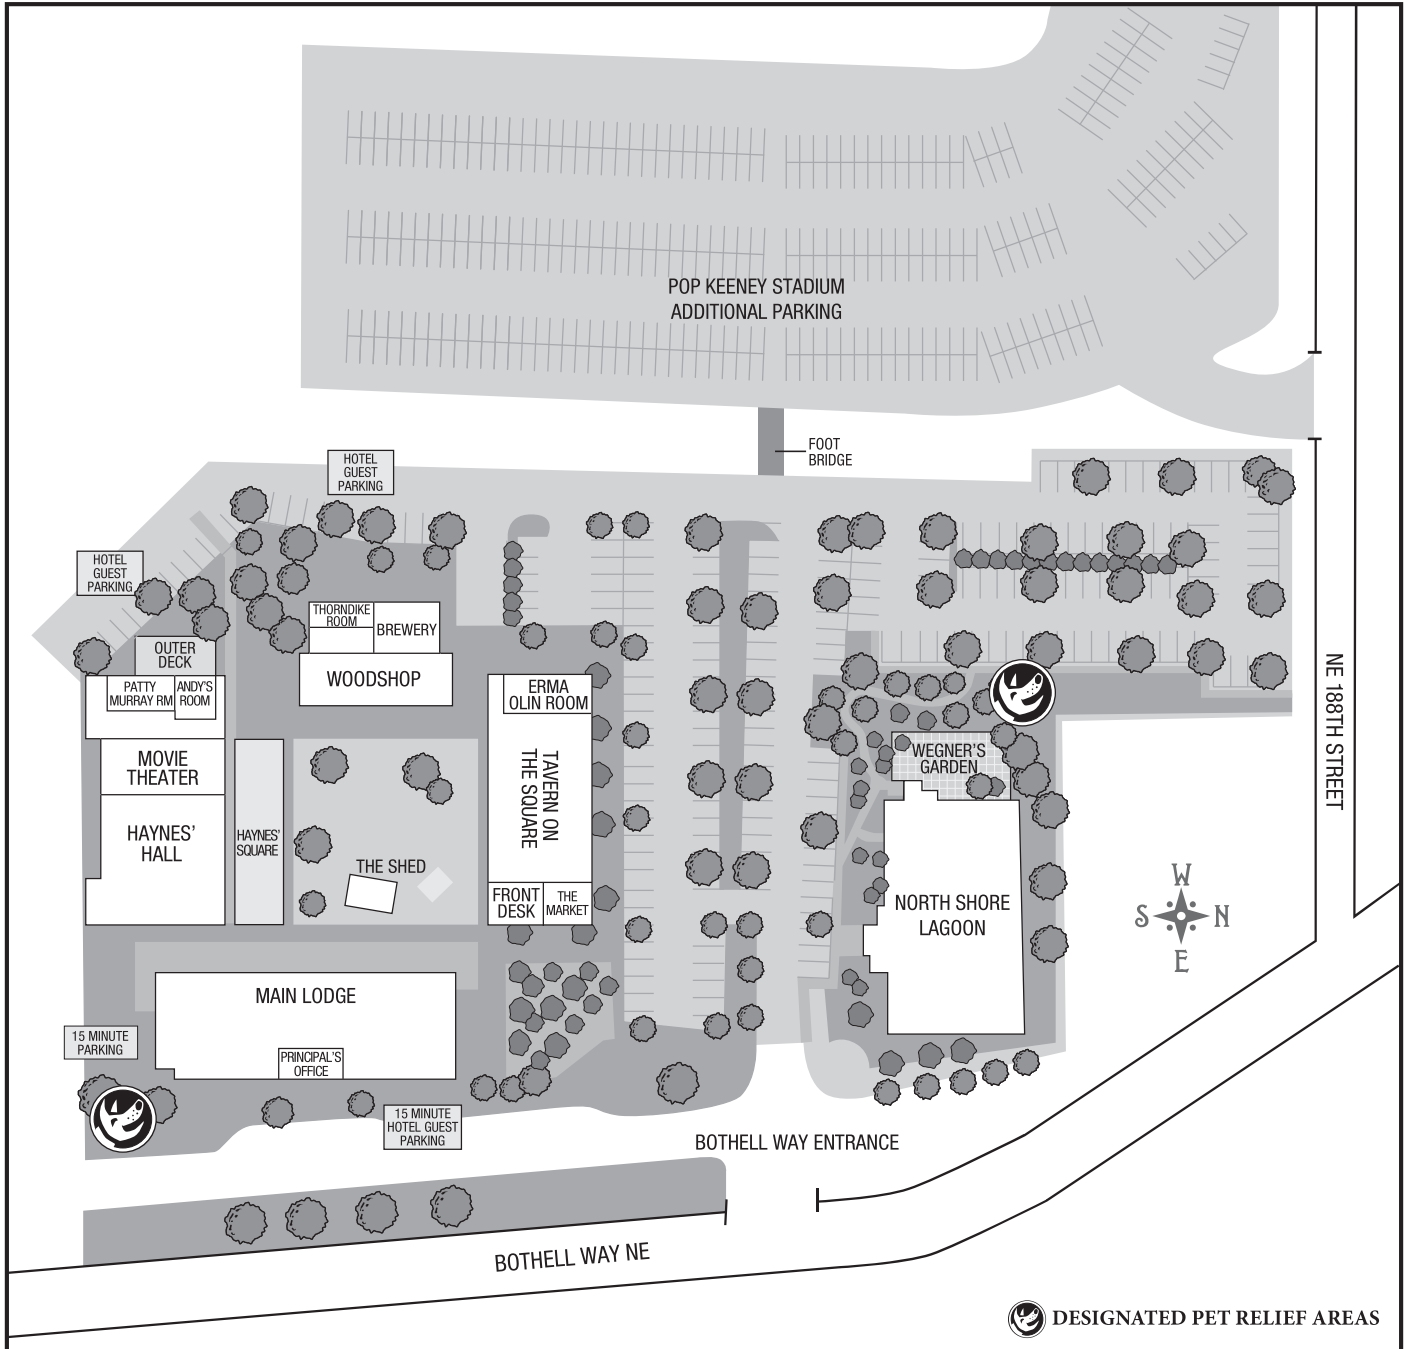 POP KEENEY STADIUM
ADDITIONAL PARKING
FOOT
BRIDGE
HOTEL
GUEST
PARKING
HOTEL
GUEST
PARKING
THORNDIKE
ROOM
BREWERY
WOODSHOP
OUTER
DECK
PATTY
MURRAY RM
ANDY'S
ROOM
MOVIE
THEATER
HAYNES'
HALL
HAYNES'
SQUARE
THE SHED
ERMA
OLIN ROOM
TAVERN ON
THE SQUARE
FRONT
DESK
THE
MARKET
WEGNER'S
GARDEN
NORTH SHORE
LAGOON
NE 188TH STREET
W
S
N
E
MAIN LODGE
PRINCIPAL'S
OFFICE
15 MINUTE
PARKING
15 MINUTE
HOTEL GUEST
PARKING
BOTHELL WAY ENTRANCE
BOTHELL WAY NE
DESIGNATED PET RELIEF AREAS